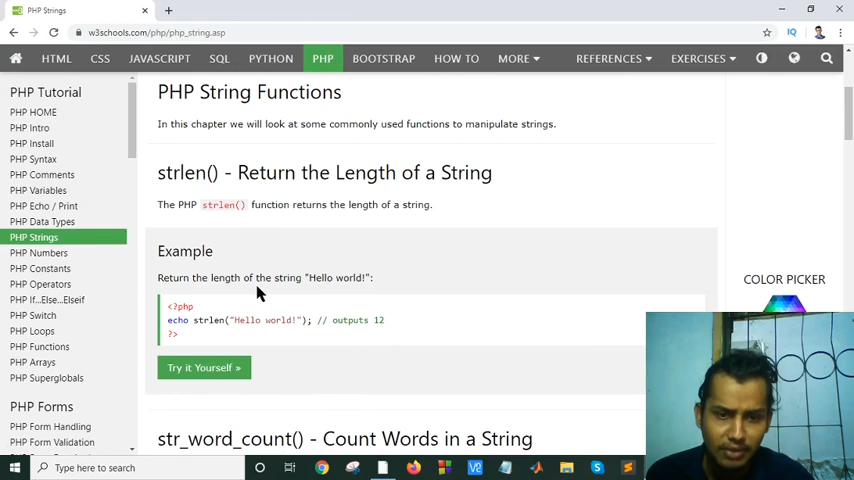 PHP Strings
w3schools.com/php/php_string.asp
IQ
HTML CSS JAVASCRIPT SQL PYTHON PHP BOOTSTRAP HOW TO MORE REFERENCES EXERCISES
PHP Tutorial
PHP HOME
PHP Intro
PHP Install
PHP Syntax
PHP Comments
PHP Variables
PHP Echo / Print
PHP Data Types
PHP Strings
PHP Numbers
PHP Constants
PHP Operators
PHP If...Else...Elseif
PHP Switch
PHP Loops
PHP Functions
PHP Arrays
PHP Superglobals
PHP Forms
PHP Form Handling
PHP Form Validation
PHP String Functions
In this chapter we will look at some commonly used functions to manipulate strings.
strlen() - Return the Length of a String
The PHP strlen() function returns the length of a string.
Example
Return the length of the string "Hello world!":
<?php
echo strlen("Hello world!"); // outputs 12
?>
Try it Yourself »
str_word_count() - Count Words in a String
COLOR PICKER
Type here to search
V2